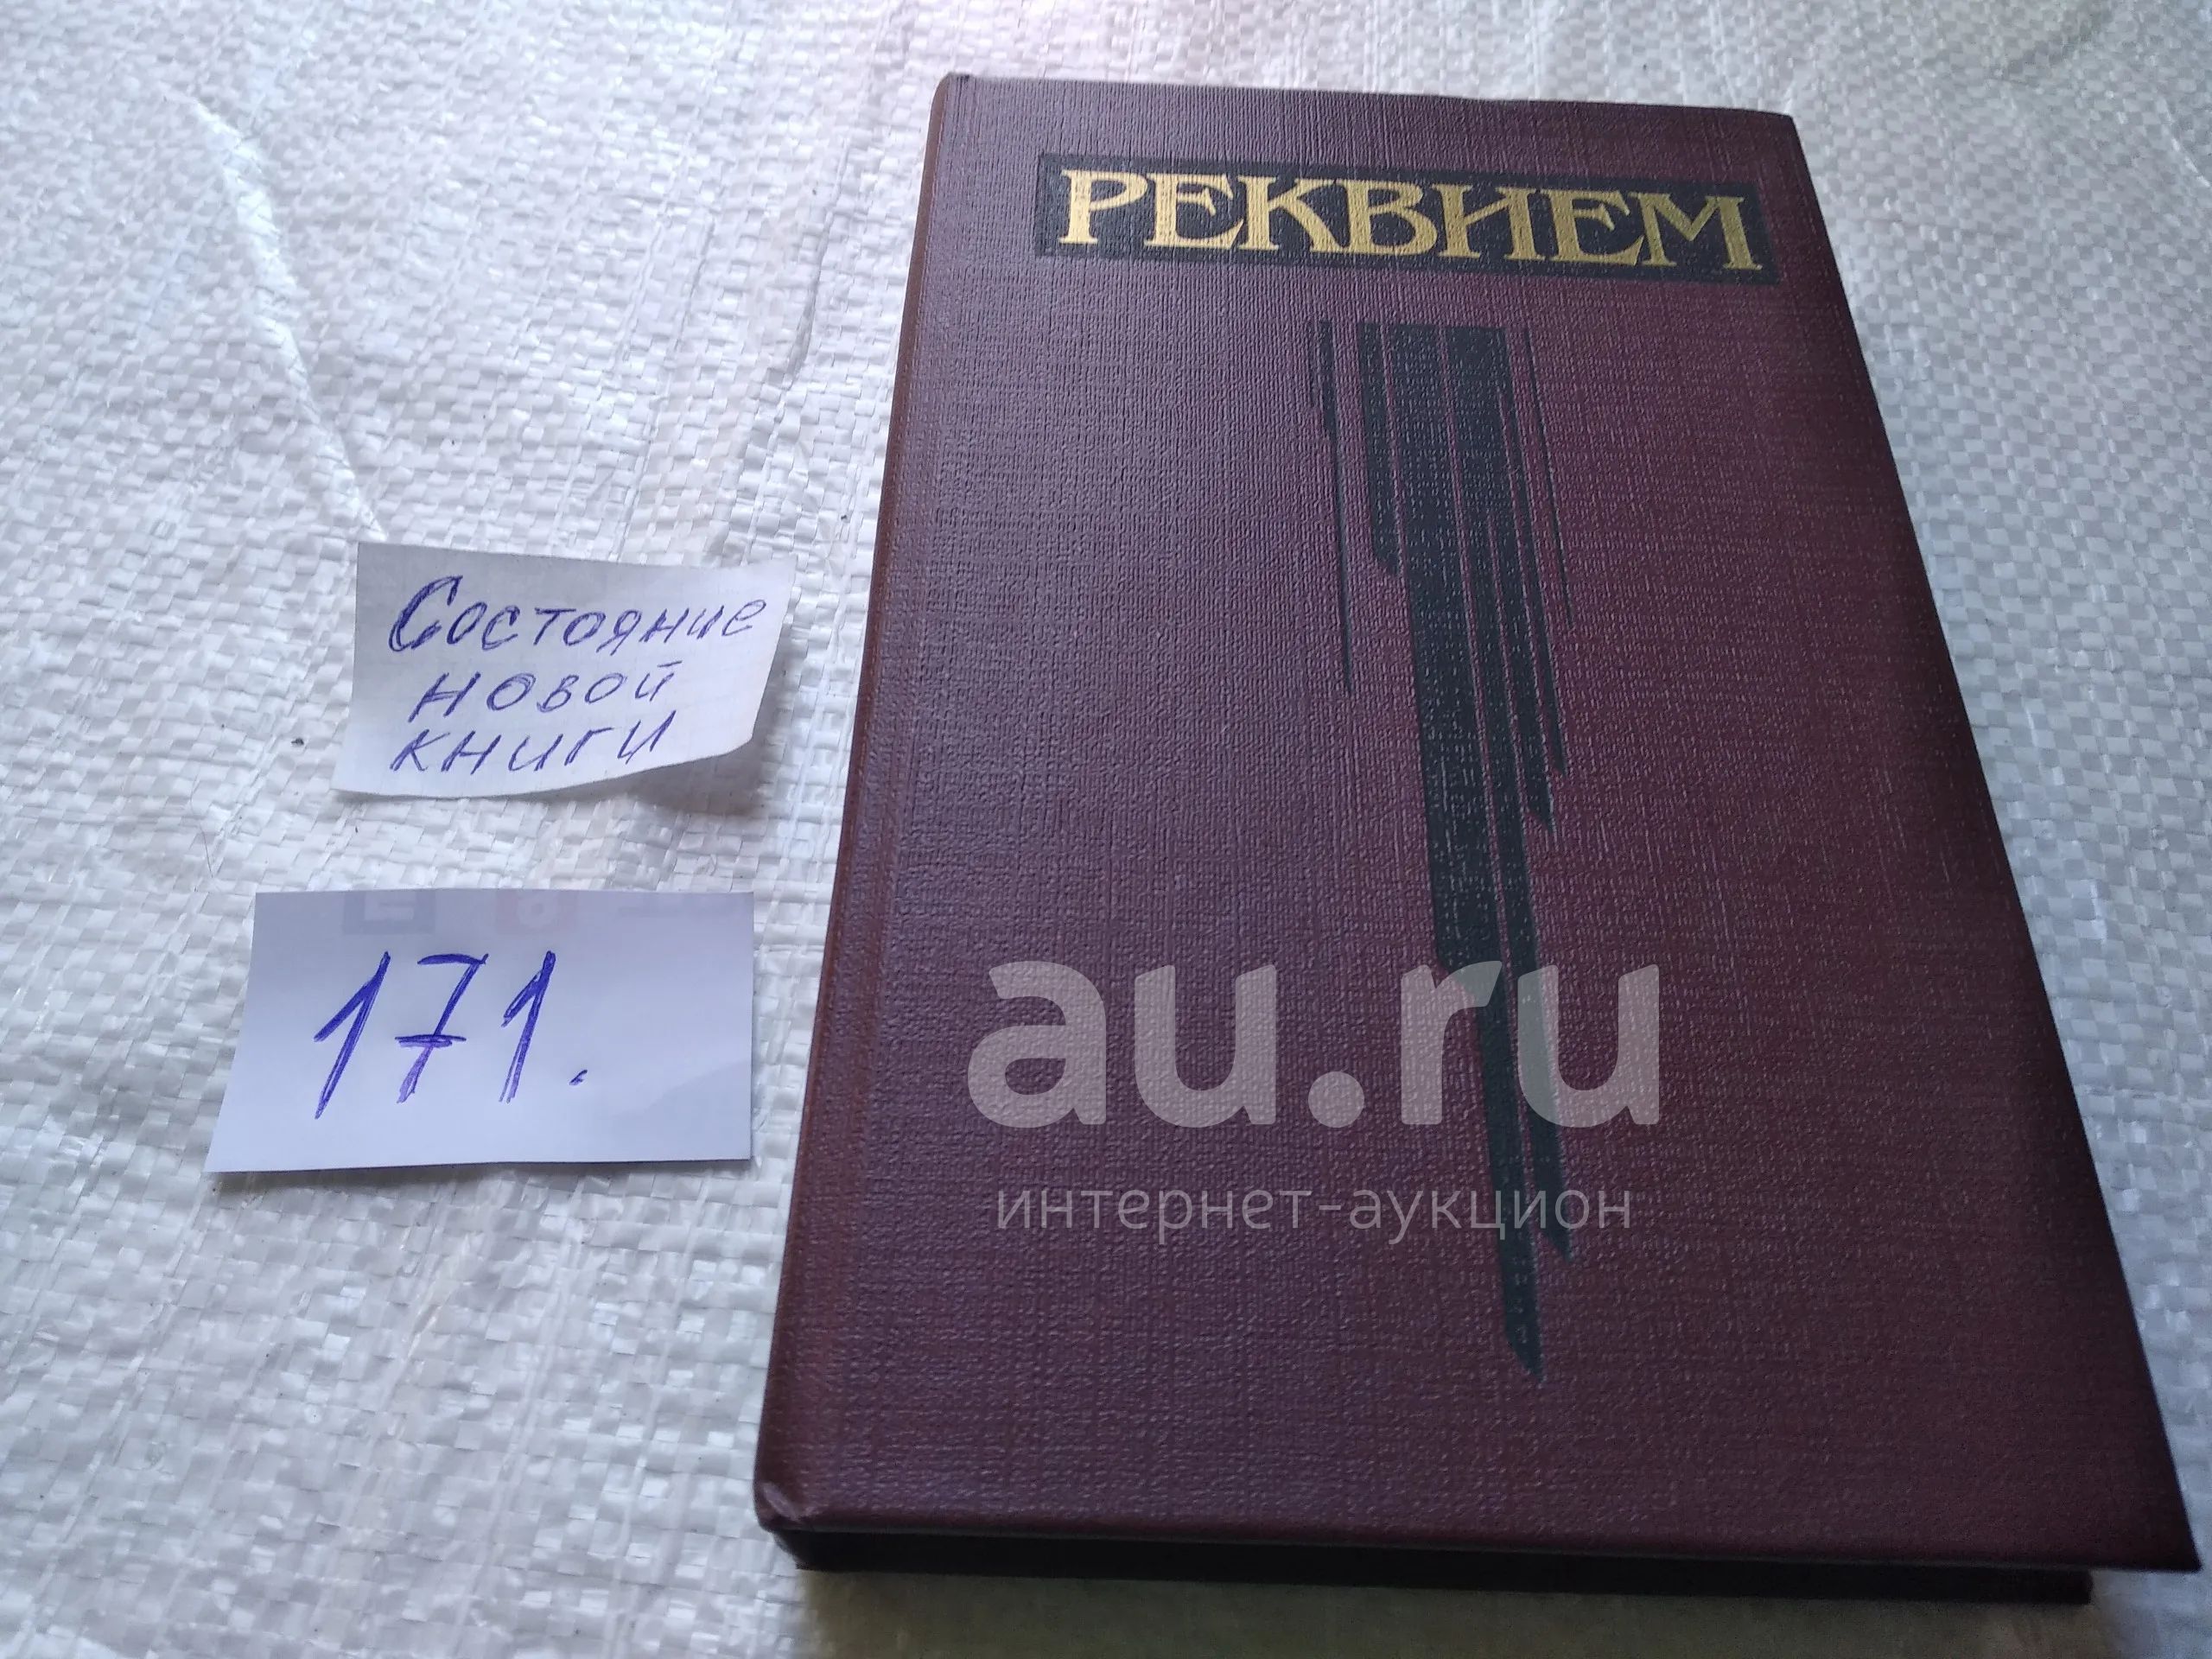 РЕКВИЕМ
Состояние
новой
книги
171.
au.ru
интернет-аукцион